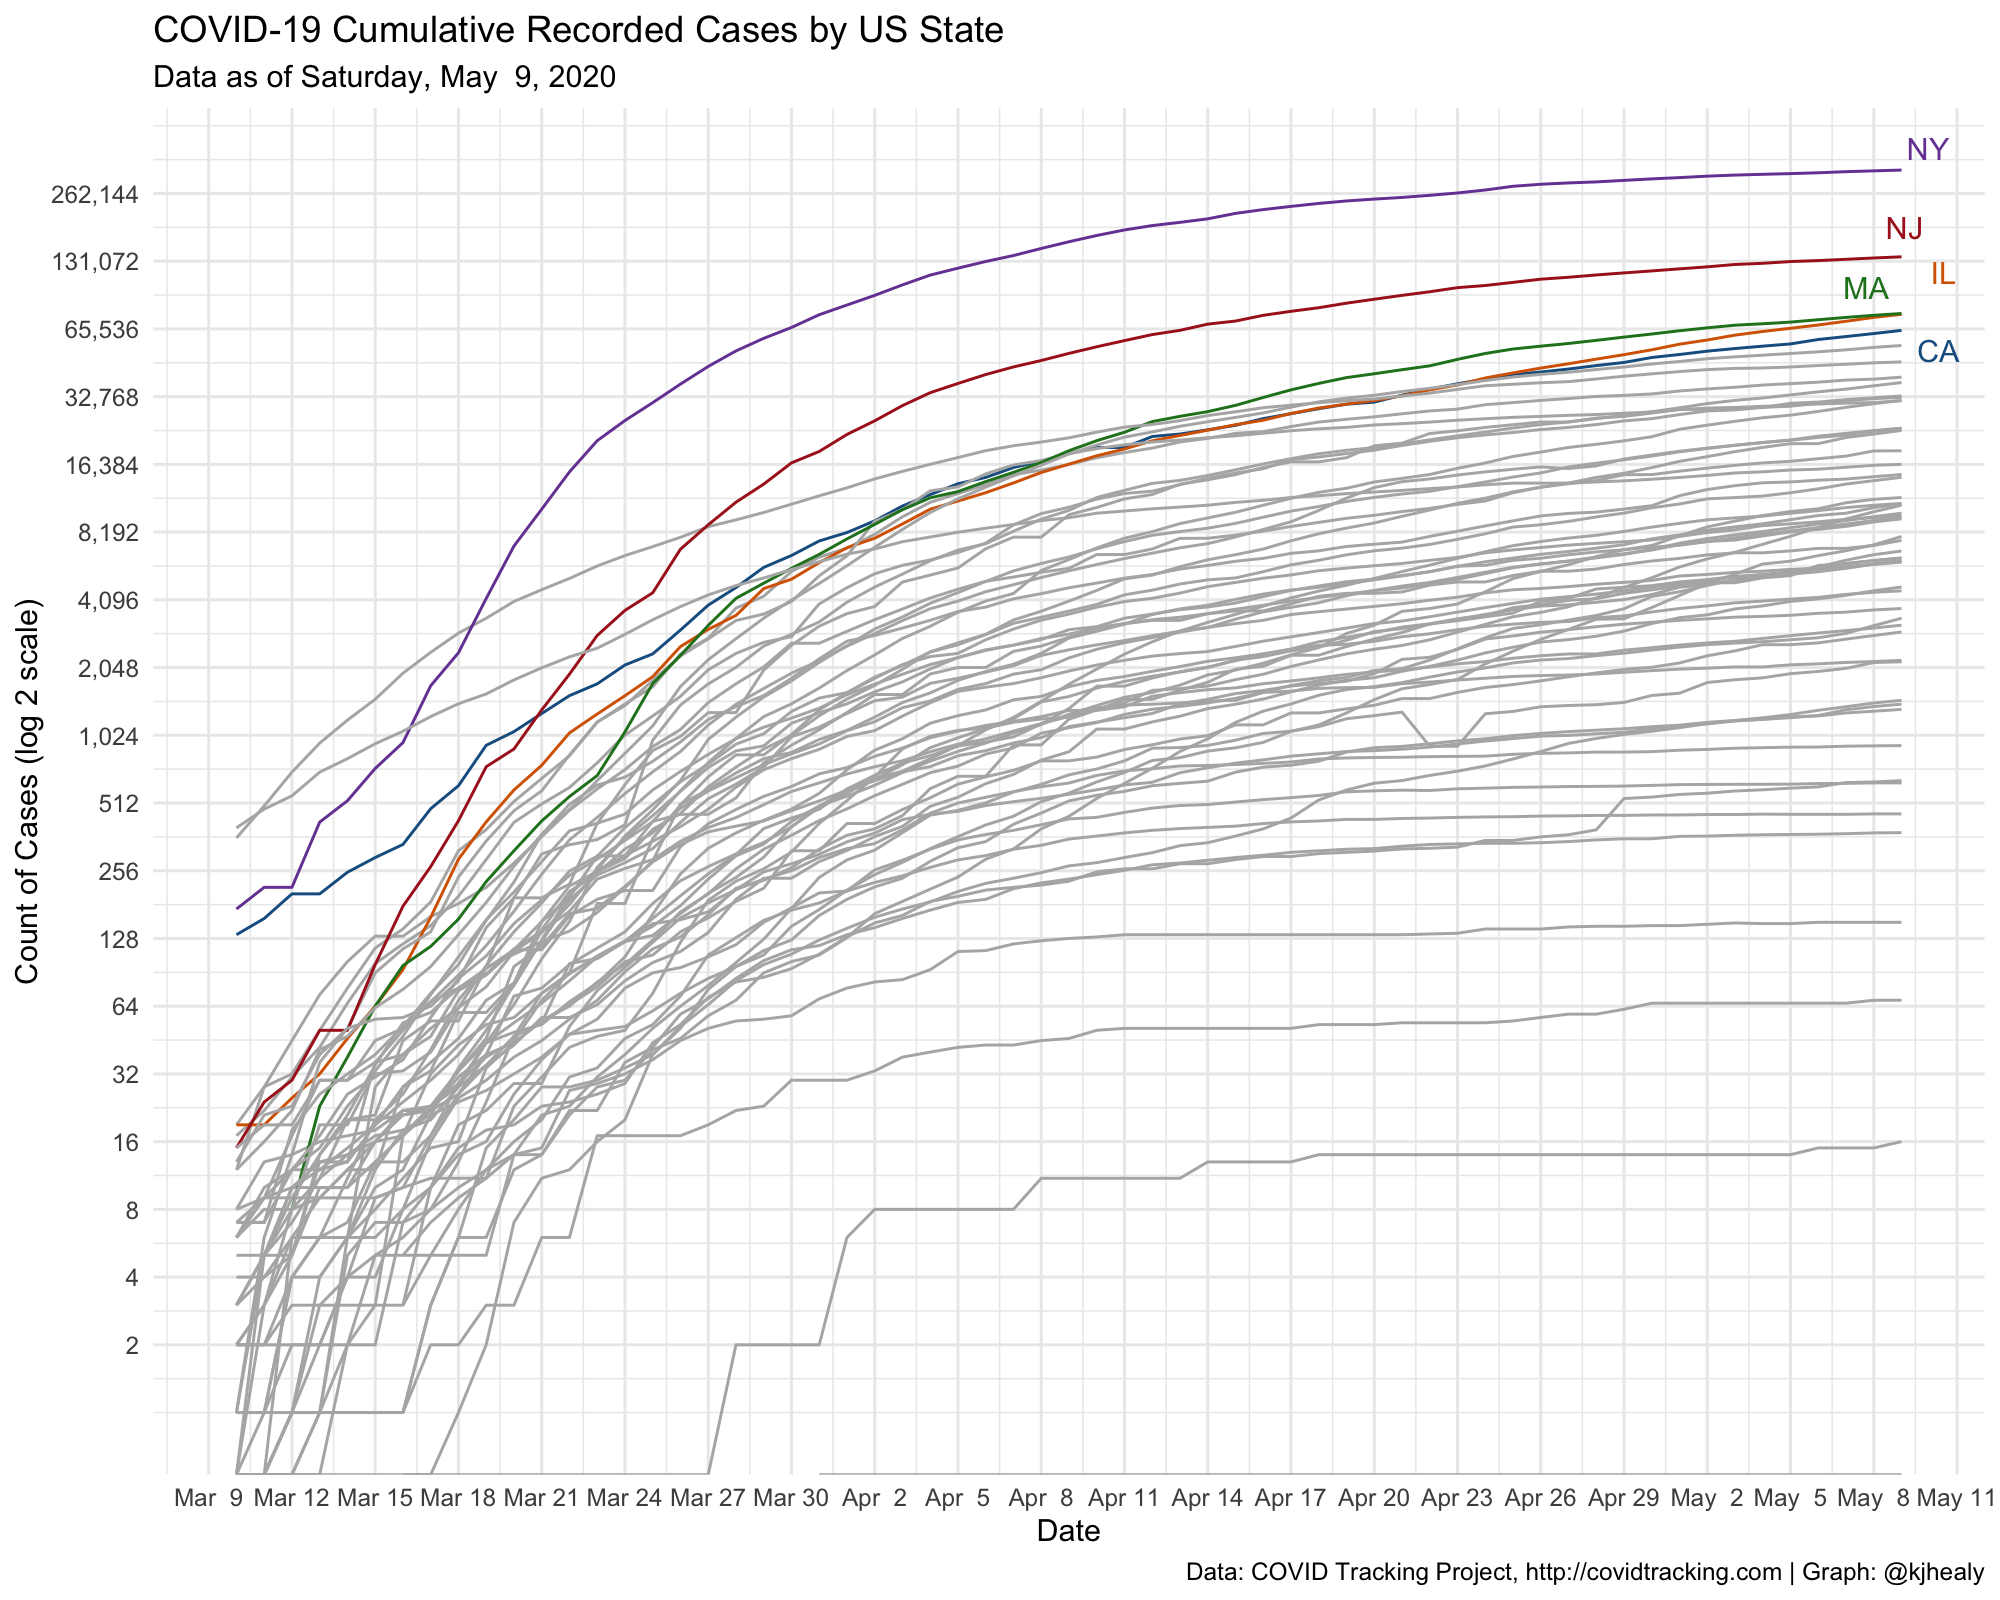 COVID-19 Cumulative Recorded Cases by US State
Data as of Saturday, May  9, 2020
NY
262,144
NJ
131,072
IL
MA
65,536
CA
32,768
16,384
8,192
4,096
2,048
1,024
512
256
128
64
32
16
8
4
2
Count of Cases (log 2 scale)
Mar  9 Mar 12 Mar 15 Mar 18 Mar 21 Mar 24 Mar 27 Mar 30 Apr  2 Apr  5 Apr  8 Apr 11 Apr 14 Apr 17 Apr 20 Apr 23 Apr 26 Apr 29 May  2 May  5 May  8 May 11
Date
Data: COVID Tracking Project, http://covidtracking.com | Graph: @kjhealy